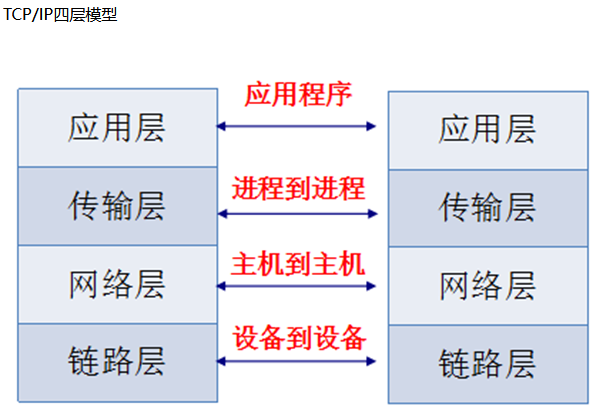 TCP/IP四层模型
应用程序
应用层
应用层
进程到进程
传输层
传输层
主机到主机
网络层
网络层
设备到设备
链路层
链路层